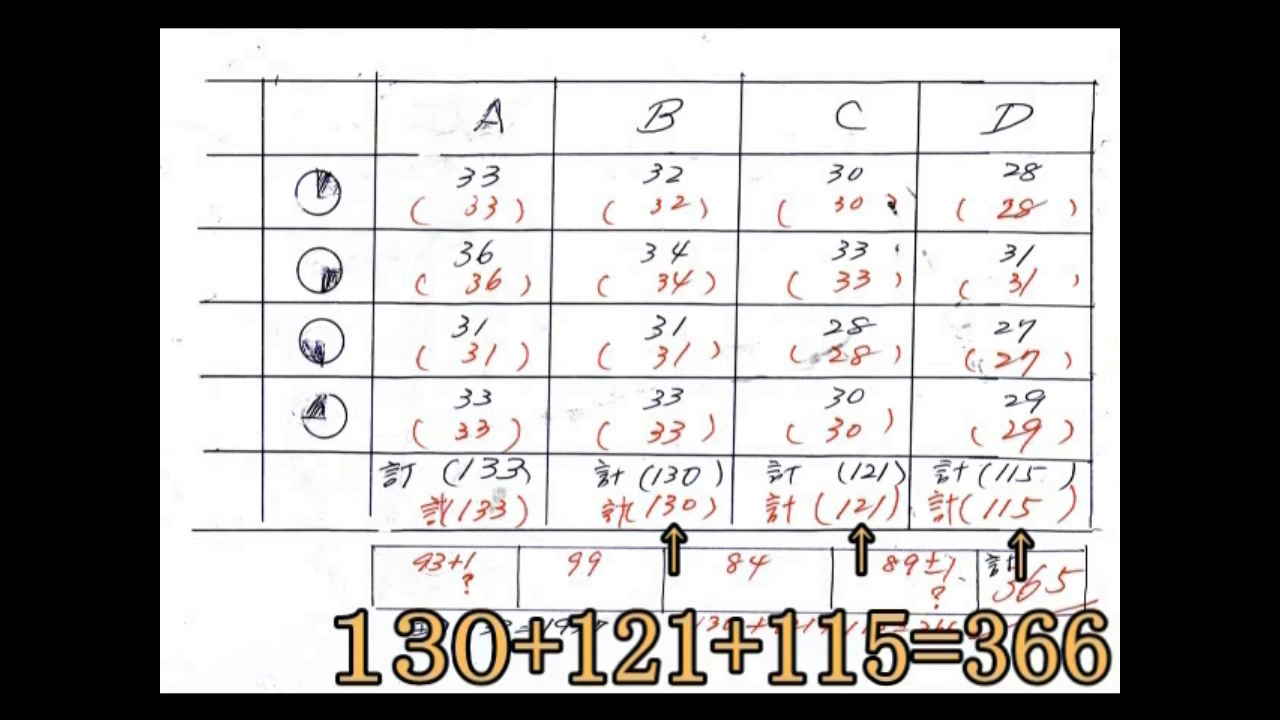 A B C D
33 32 30 28
( 33 ) ( 32 ) ( 30 ) ( 28 )
36 34 33 31
( 36 ) ( 34 ) ( 33 ) ( 31 )
31 31 28 27
( 31 ) ( 31 ) ( 28 ) ( 27 )
33 33 30 29
( 33 ) ( 33 ) ( 30 ) ( 29 )
計 (133) 計 (130) 計 (121) 計 (115)
計 (133) 計 (130) 計 (121) 計 (115)
93+1 ? 99 84 89±1 ? 計 365
130+121+115=366